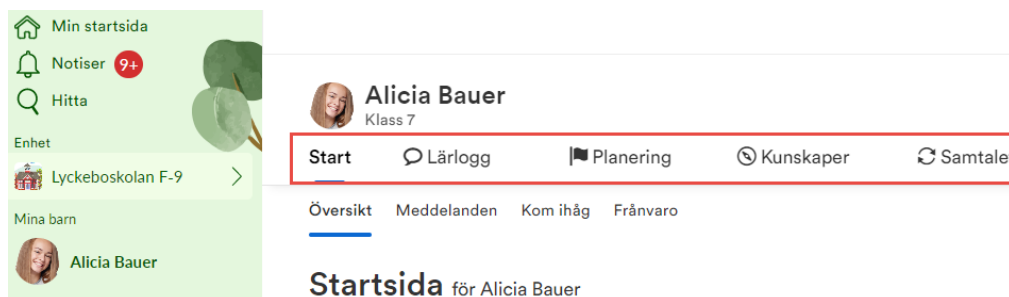 Min startsida
Notiser 9+
Hitta
Enhet
Lyckeboskolan F-9
Mina barn
Alicia Bauer
Alicia Bauer
Klass 7
Start Lärlogg Planering Kunskaper Samtale
Översikt Meddelanden Kom ihåg Frånvaro
Startsida för Alicia Bauer